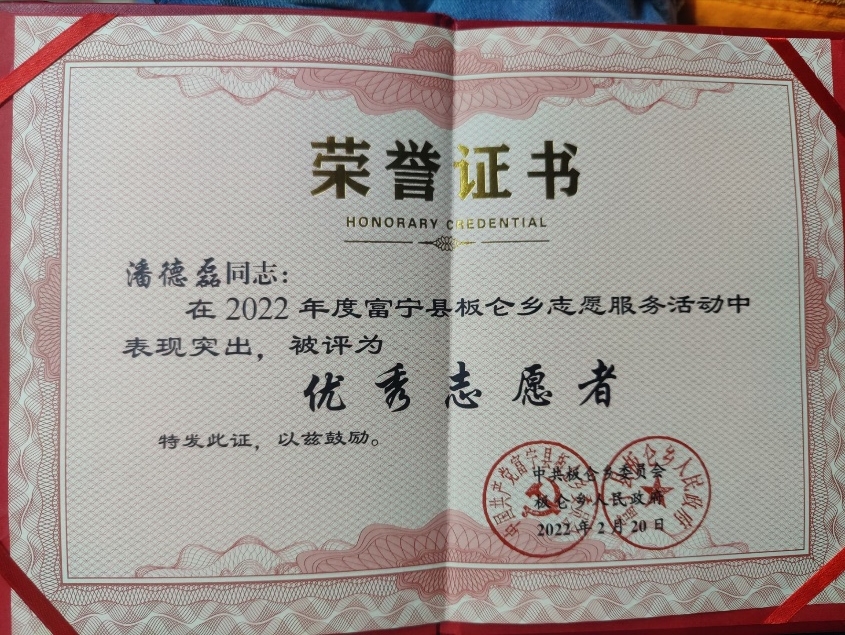 荣誉证书
HONORARY CREDENTIAL
潘德磊同志：
在2022年度富宁县板仑乡志愿服务活动中
表现突出，被评为
优秀志愿者
特发此证，以兹鼓励。
中共板仑乡委员会
板仑乡人民政府
2022年2月20日